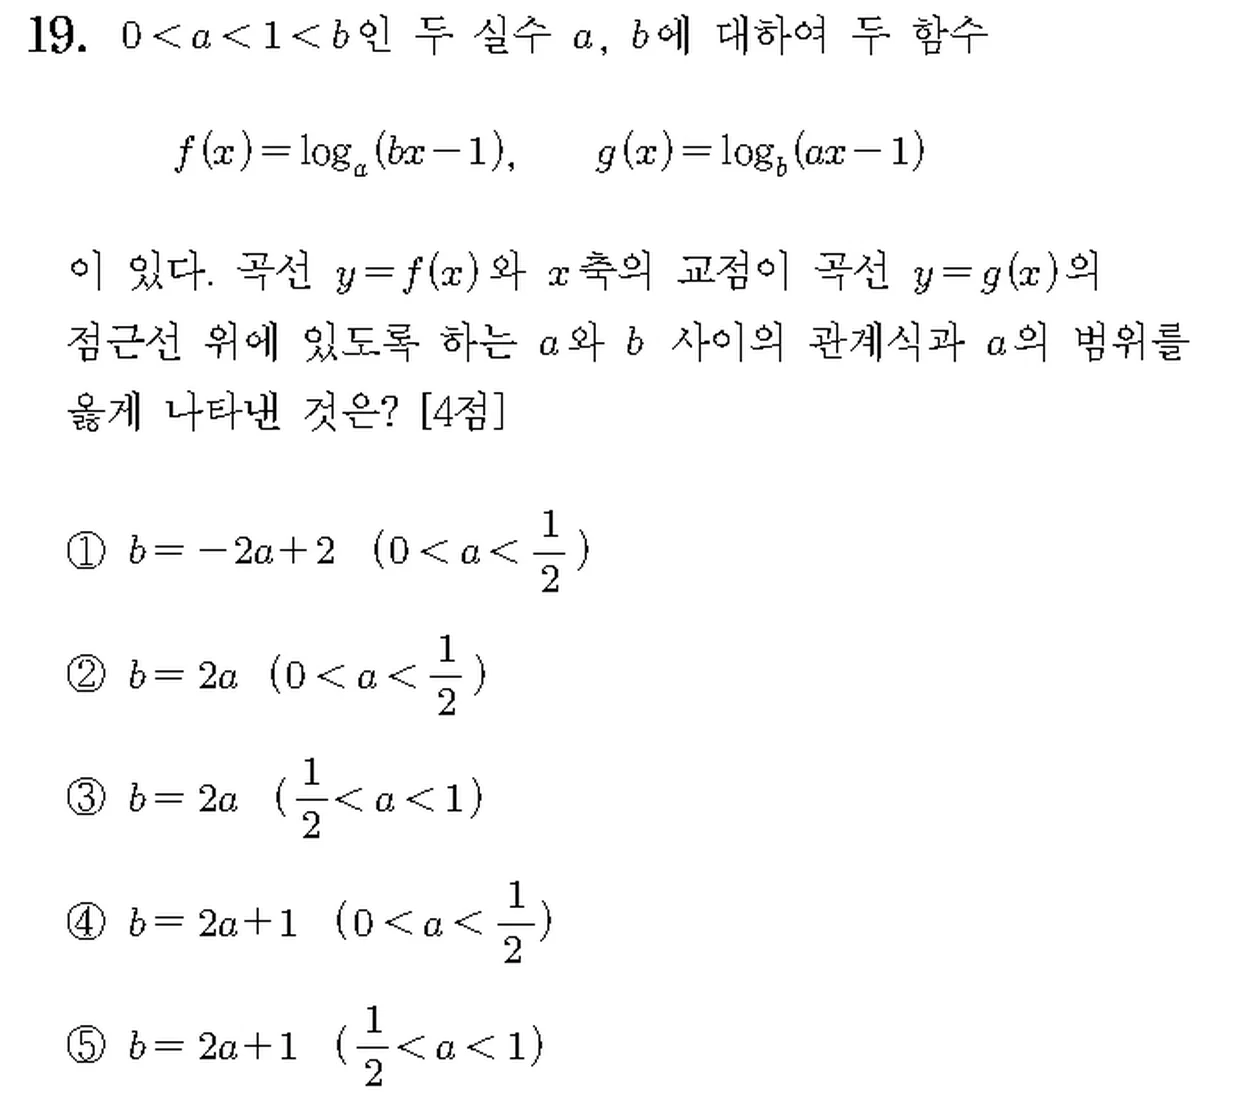 19. 0<a<1<b인 두 실수 a, b에 대하여 두 함수
f(x)=log_a(bx-1), g(x)=log_b(ax-1)
이 있다. 곡선 y=f(x)와 x축의 교점이 곡선 y=g(x)의
점근선 위에 있도록 하는 a와 b 사이의 관계식과 a의 범위를
옳게 나타낸 것은? [4점]
① b=-2a+2 (0<a<1/2)
② b=2a (0<a<1/2)
③ b=2a (1/2<a<1)
④ b=2a+1 (0<a<1/2)
⑤ b=2a+1 (1/2<a<1)